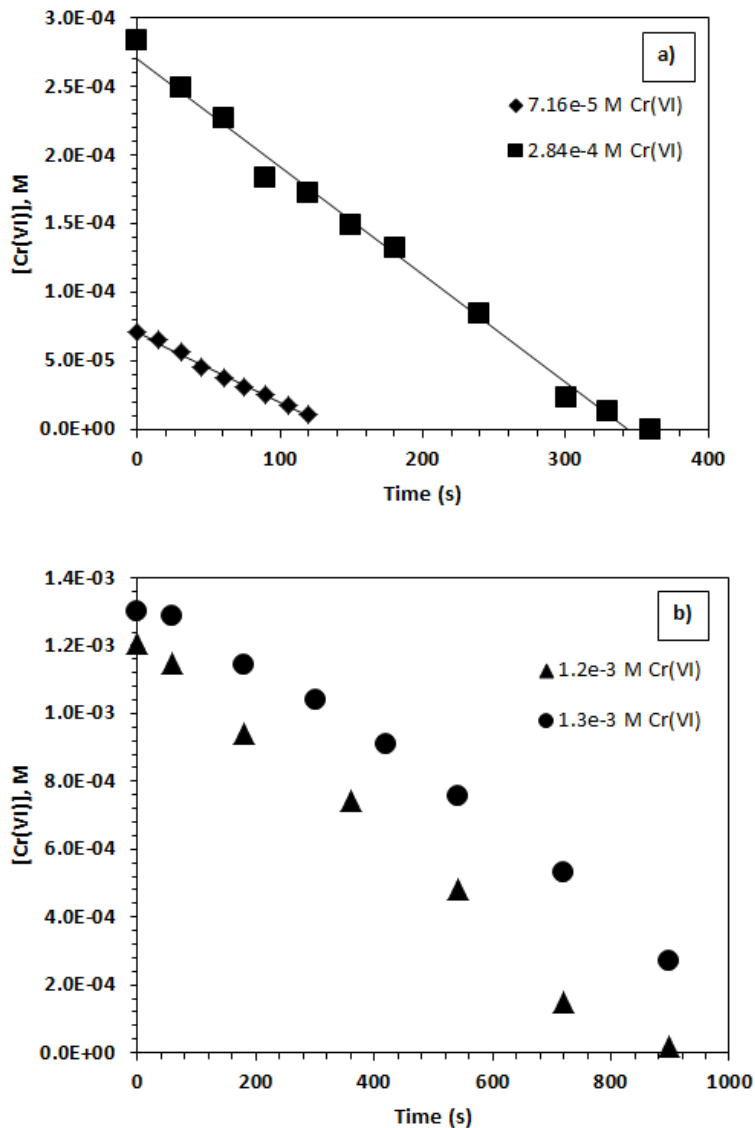 3.0E-04
2.5E-04
2.0E-04
1.5E-04
1.0E-04
5.0E-05
0.0E+00
[Cr(VI)], M
a)
7.16e-5 M Cr(VI)
2.84e-4 M Cr(VI)
0 100 200 300 400
Time (s)
1.4E-03
1.2E-03
1.0E-03
8.0E-04
6.0E-04
4.0E-04
2.0E-04
0.0E+00
[Cr(VI)], M
b)
1.2e-3 M Cr(VI)
1.3e-3 M Cr(VI)
0 200 400 600 800 1000
Time (s)